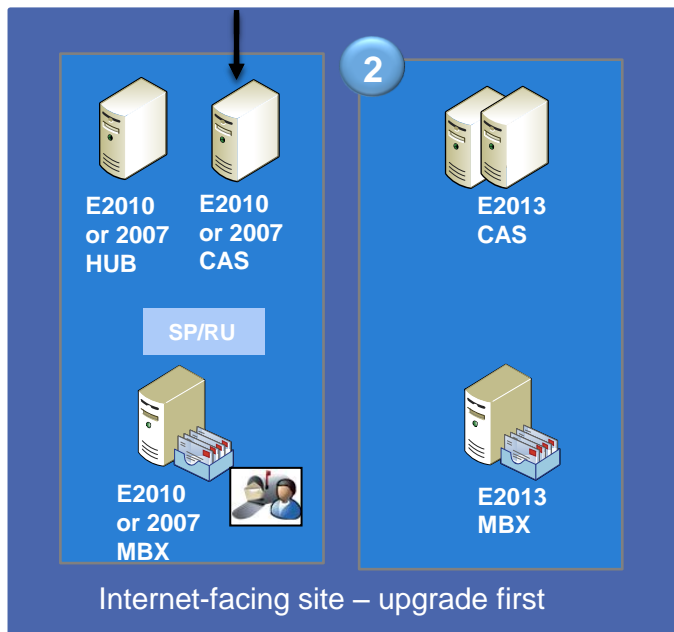 2
E2010
or 2007
HUB
E2010
or 2007
CAS
SP/RU
E2010
or 2007
MBX
E2013
CAS
E2013
MBX
Internet-facing site – upgrade first